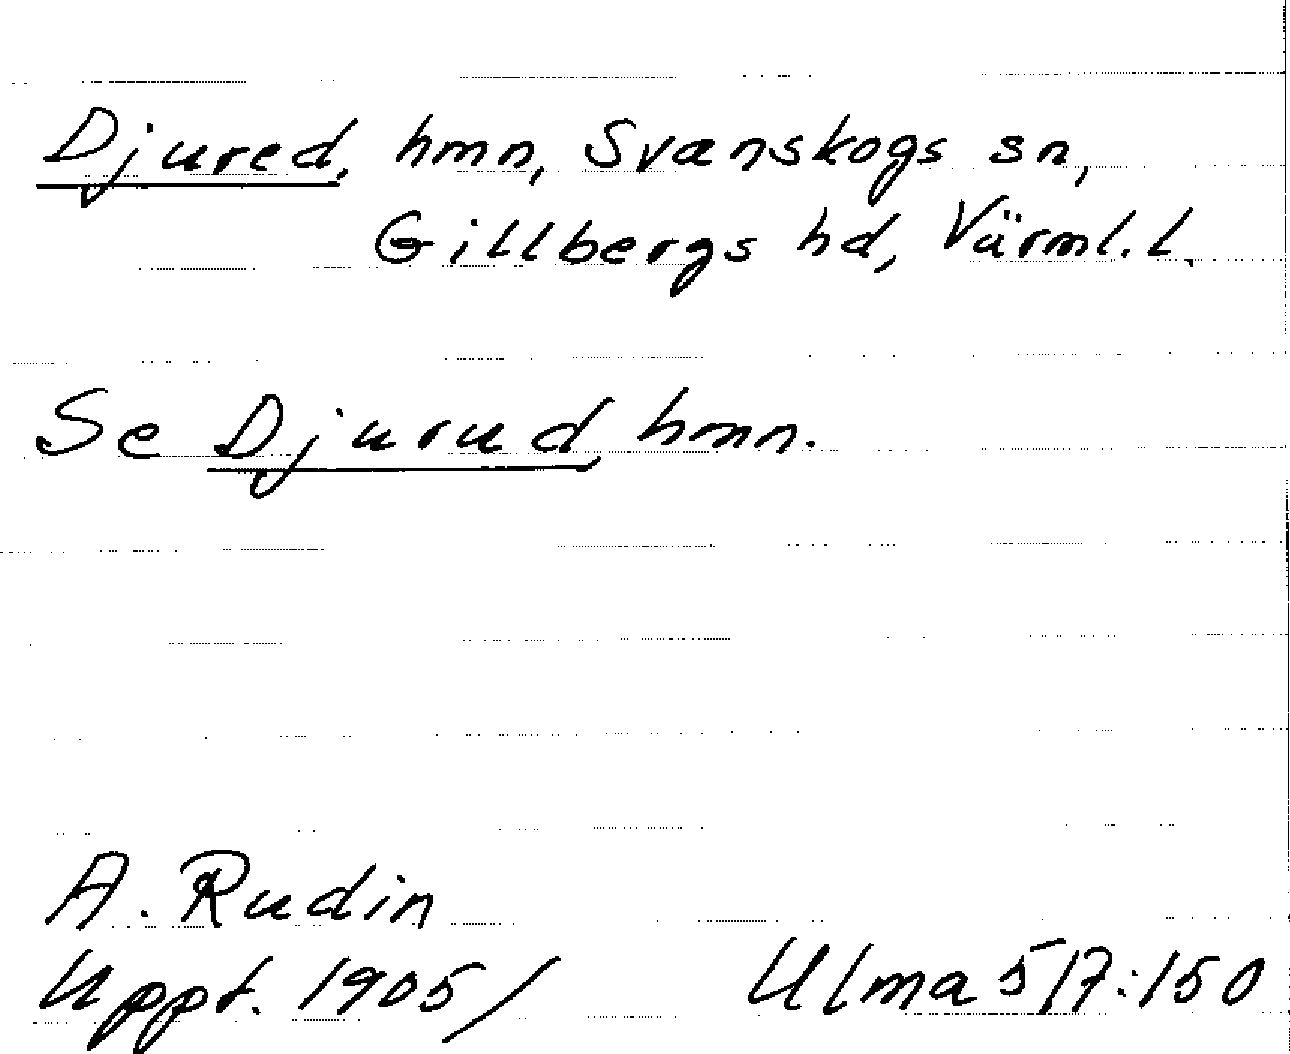 Djured, hmn, Svanskogs sn,
Gillbergs hd, Värml. l.
Se Djurud hmn.
A. Rudin
Uppt. 1905/ Ulma 517:150